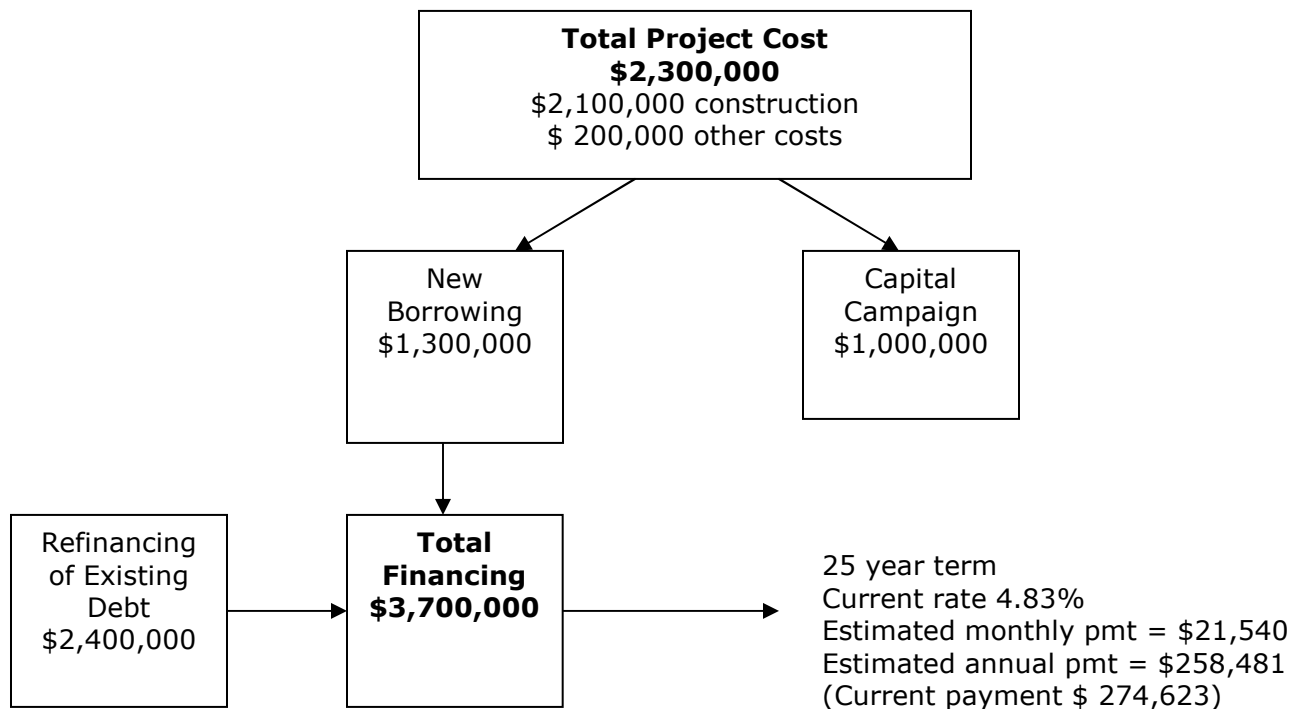 Total Project Cost
$2,300,000
$2,100,000 construction
$ 200,000 other costs
New
Borrowing
$1,300,000
Capital
Campaign
$1,000,000
Refinancing
of Existing
Debt
$2,400,000
Total
Financing
$3,700,000
25 year term
Current rate 4.83%
Estimated monthly pmt = $21,540
Estimated annual pmt = $258,481
(Current payment $ 274,623)